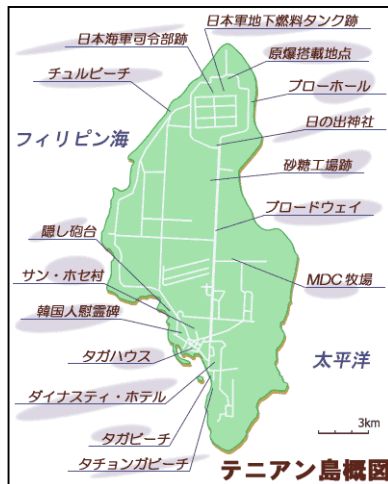 日本軍地下燃料タンク跡
日本海軍司令部跡
原爆搭載地点
チュルビーチ
ブローホール
フィリピン海
日の出神社
砂糖工場跡
ブロードウェイ
隠し砲台
サン・ホセ村
MDC牧場
韓国人慰霊碑
タガハウス
太平洋
ダイナスティ・ホテル
タガビーチ
3km
タチョンガビーチ
テニアン島概図